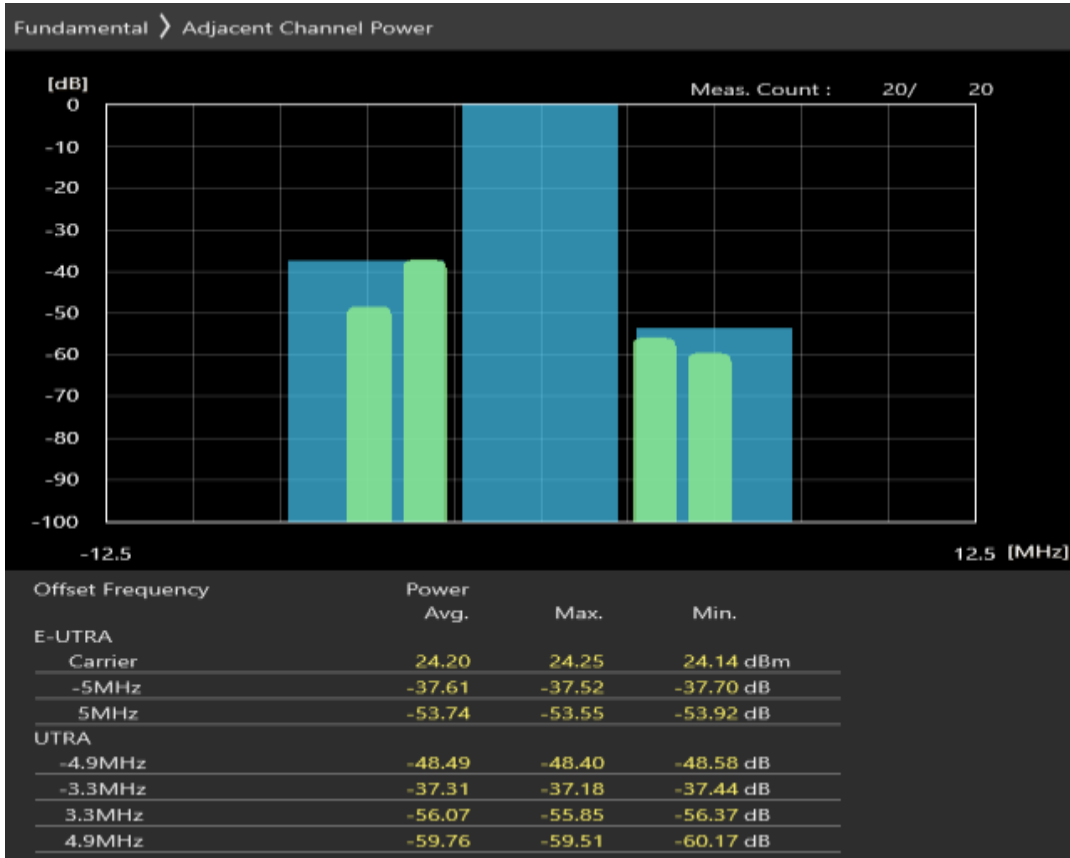 Fundamental ❯ Adjacent Channel Power
[dB]
Meas. Count : 20/ 20
0
-10
-20
-30
-40
-50
-60
-70
-80
-90
-100
-12.5 12.5 [MHz]
Offset Frequency Power
Avg. Max. Min.
E-UTRA
Carrier 24.20 24.25 24.14 dBm
-5MHz -37.61 -37.52 -37.70 dB
5MHz -53.74 -53.55 -53.92 dB
UTRA
-4.9MHz -48.49 -48.40 -48.58 dB
-3.3MHz -37.31 -37.18 -37.44 dB
3.3MHz -56.07 -55.85 -56.37 dB
4.9MHz -59.76 -59.51 -60.17 dB